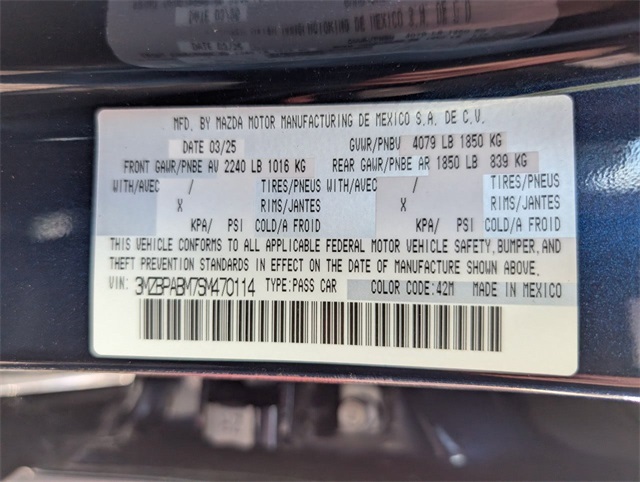 MFD. BY MAZDA MOTOR MANUFACTURING DE MEXICO S.A. DE C.V.
DATE 03/25 GVWR/PNBV 4079 LB 1850 KG
FRONT GAWR/PNBE AV 2240 LB 1016 KG REAR GAWR/PNBE AR 1850 LB 839 KG
WITH/AVEC / TIRES/PNEUS WITH/AVEC / TIRES/PNEUS
X RIMS/JANTES X RIMS/JANTES
KPA/ PSI COLD/A FROID KPA/ PSI COLD/A FROID
THIS VEHICLE CONFORMS TO ALL APPLICABLE FEDERAL MOTOR VEHICLE SAFETY, BUMPER, AND
THEFT PREVENTION STANDARDS IN EFFECT ON THE DATE OF MANUFACTURE SHOWN ABOVE.
VIN: 3MZBPABM7SM470114 TYPE: PASS CAR COLOR CODE: 42M MADE IN MEXICO